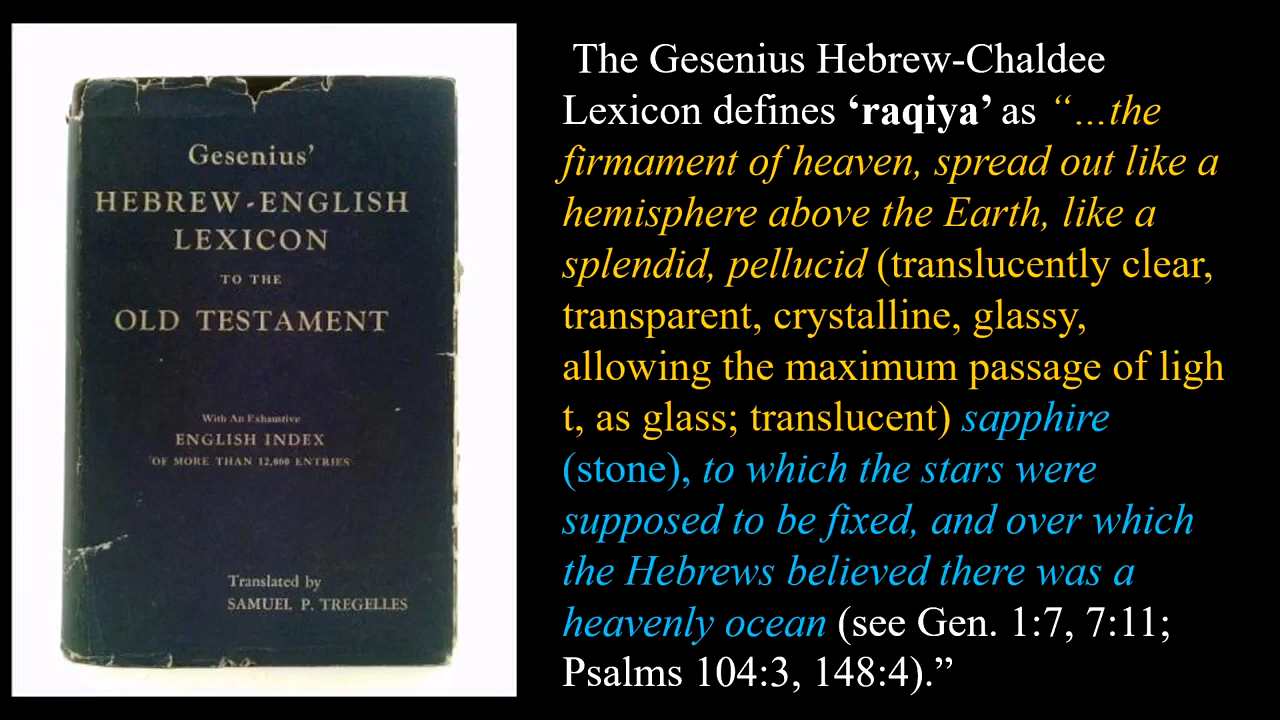 Gesenius'
HEBREW-ENGLISH
LEXICON
TO THE
OLD TESTAMENT
With An Exhaustive
ENGLISH INDEX
OF MORE THAN 12,000 ENTRIES
Translated by
SAMUEL P. TREGELLES
The Gesenius Hebrew-Chaldee
Lexicon defines ‘raqiya’ as “…the
firmament of heaven, spread out like a
hemisphere above the Earth, like a
splendid, pellucid (translucently clear,
transparent, crystalline, glassy,
allowing the maximum passage of ligh
t, as glass; translucent) sapphire
(stone), to which the stars were
supposed to be fixed, and over which
the Hebrews believed there was a
heavenly ocean (see Gen. 1:7, 7:11;
Psalms 104:3, 148:4).”